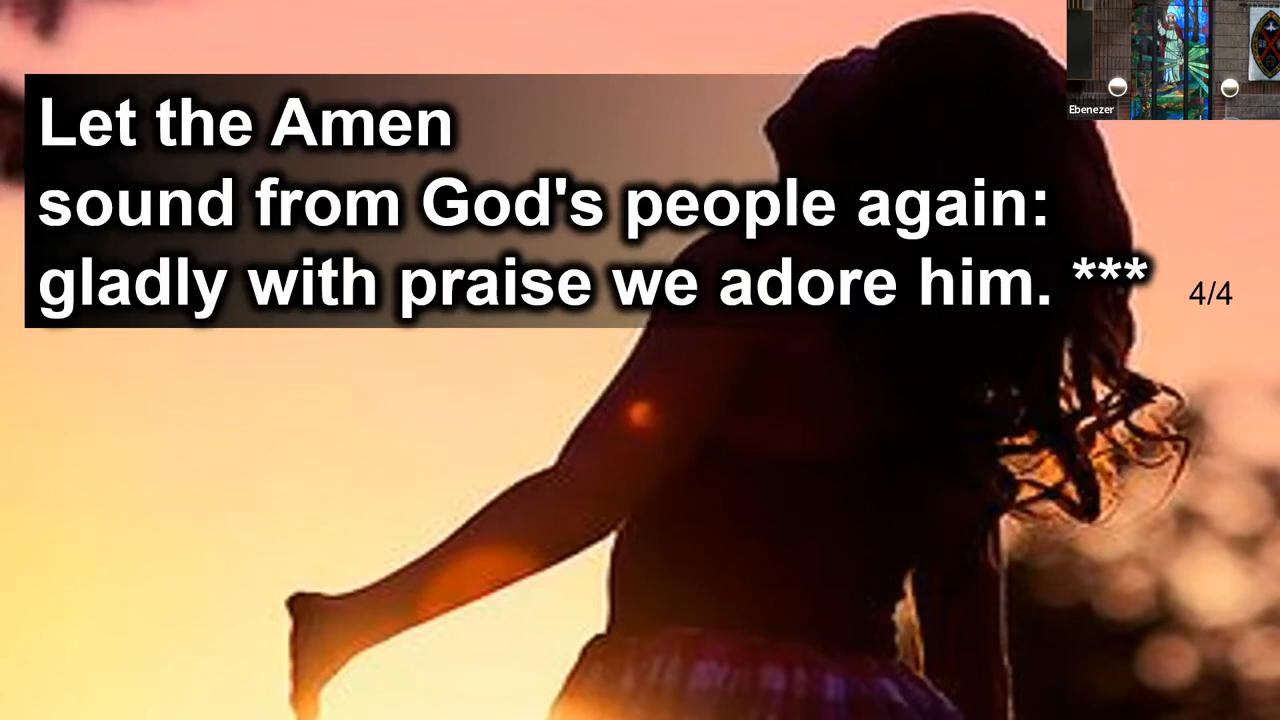 Let the Amen
sound from God's people again:
gladly with praise we adore him. ***
4/4
Ebenezer